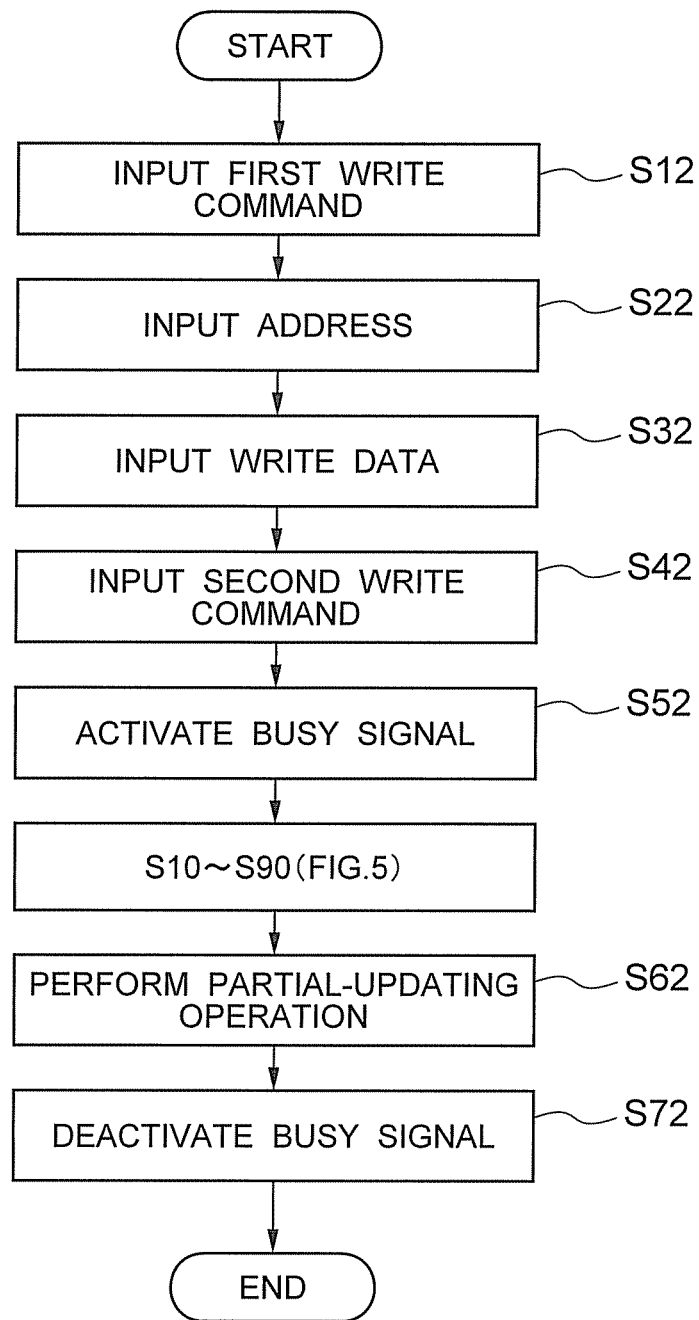 START
INPUT FIRST WRITE
COMMAND
S12
INPUT ADDRESS
S22
INPUT WRITE DATA
S32
INPUT SECOND WRITE
COMMAND
S42
ACTIVATE BUSY SIGNAL
S52
S10～S90(FIG.5)
PERFORM PARTIAL-UPDATING
OPERATION
S62
DEACTIVATE BUSY SIGNAL
S72
END